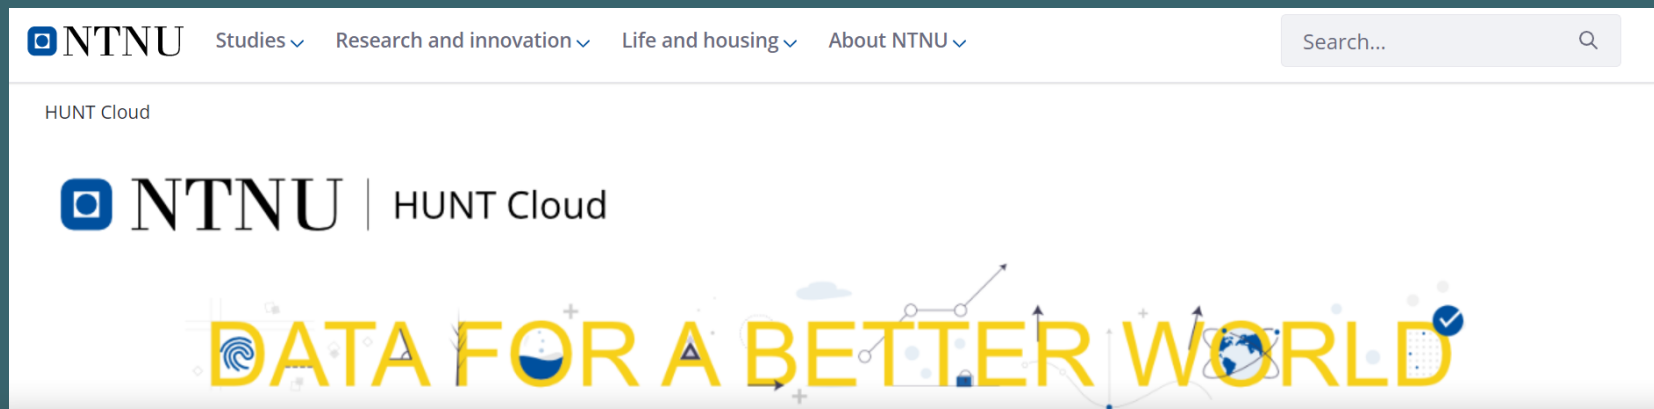 NTNU Studies Research and innovation Life and housing About NTNU Search...
HUNT Cloud
NTNU HUNT Cloud
DATA FOR A BETTER WORLD